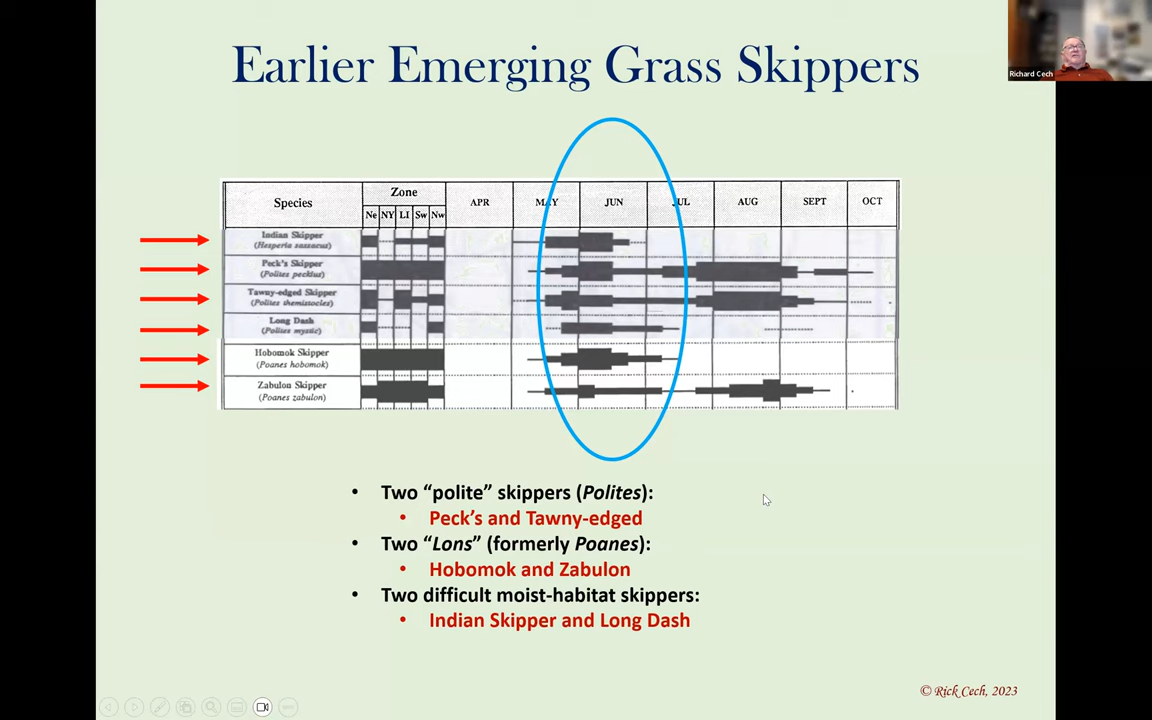 Earlier Emerging Grass Skippers
Richard Cech
Species
Zone
Ne NY LI Sw Nw
APR MAY JUN JUL AUG SEPT OCT
Indian Skipper
(Hesperia sassacus)
Peck's Skipper
(Polites peckius)
Tawny-edged Skipper
(Polites themistocles)
Long Dash
(Polites mystic)
Hobomok Skipper
(Poanes hobomok)
Zabulon Skipper
(Poanes zabulon)
• Two “polite” skippers (Polites):
• Peck’s and Tawny-edged
• Two “Lons” (formerly Poanes):
• Hobomok and Zabulon
• Two difficult moist-habitat skippers:
• Indian Skipper and Long Dash
© Rick Cech, 2023